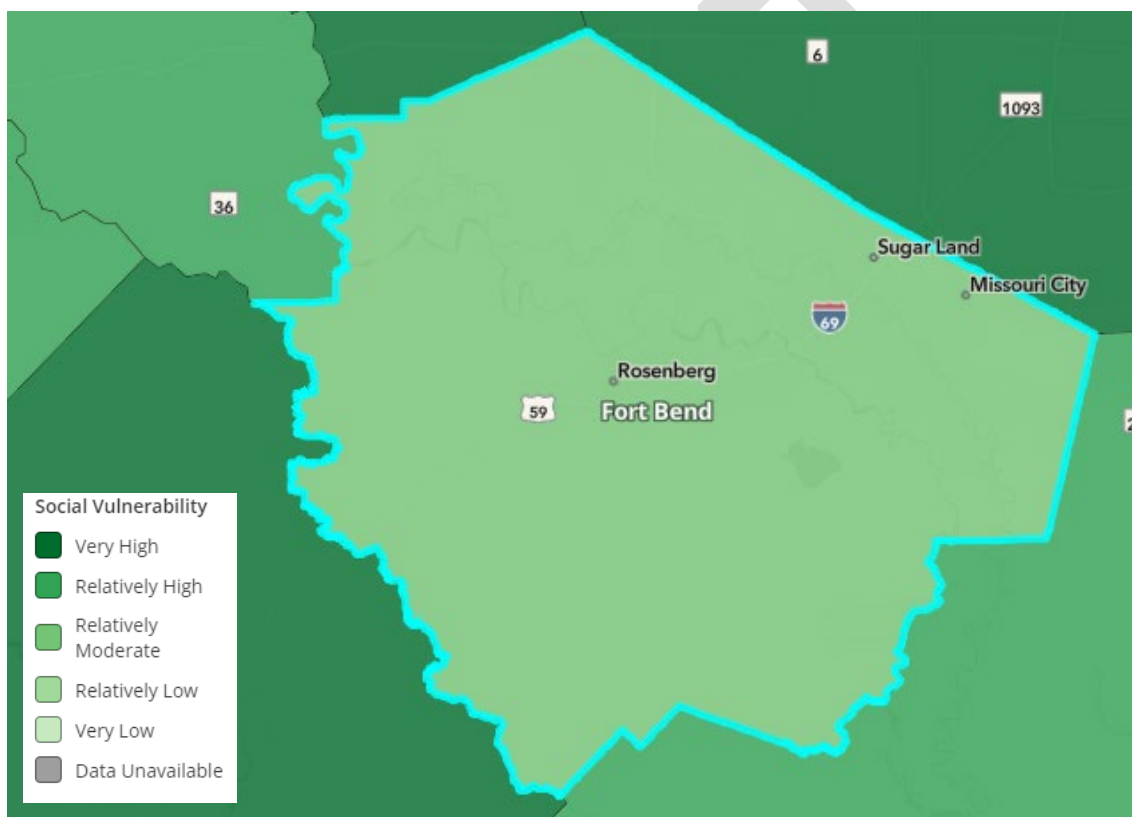 6
1093
36
Sugar Land
Missouri City
69
Rosenberg
59
Fort Bend
2
Social Vulnerability
Very High
Relatively High
Relatively
Moderate
Relatively Low
Very Low
Data Unavailable